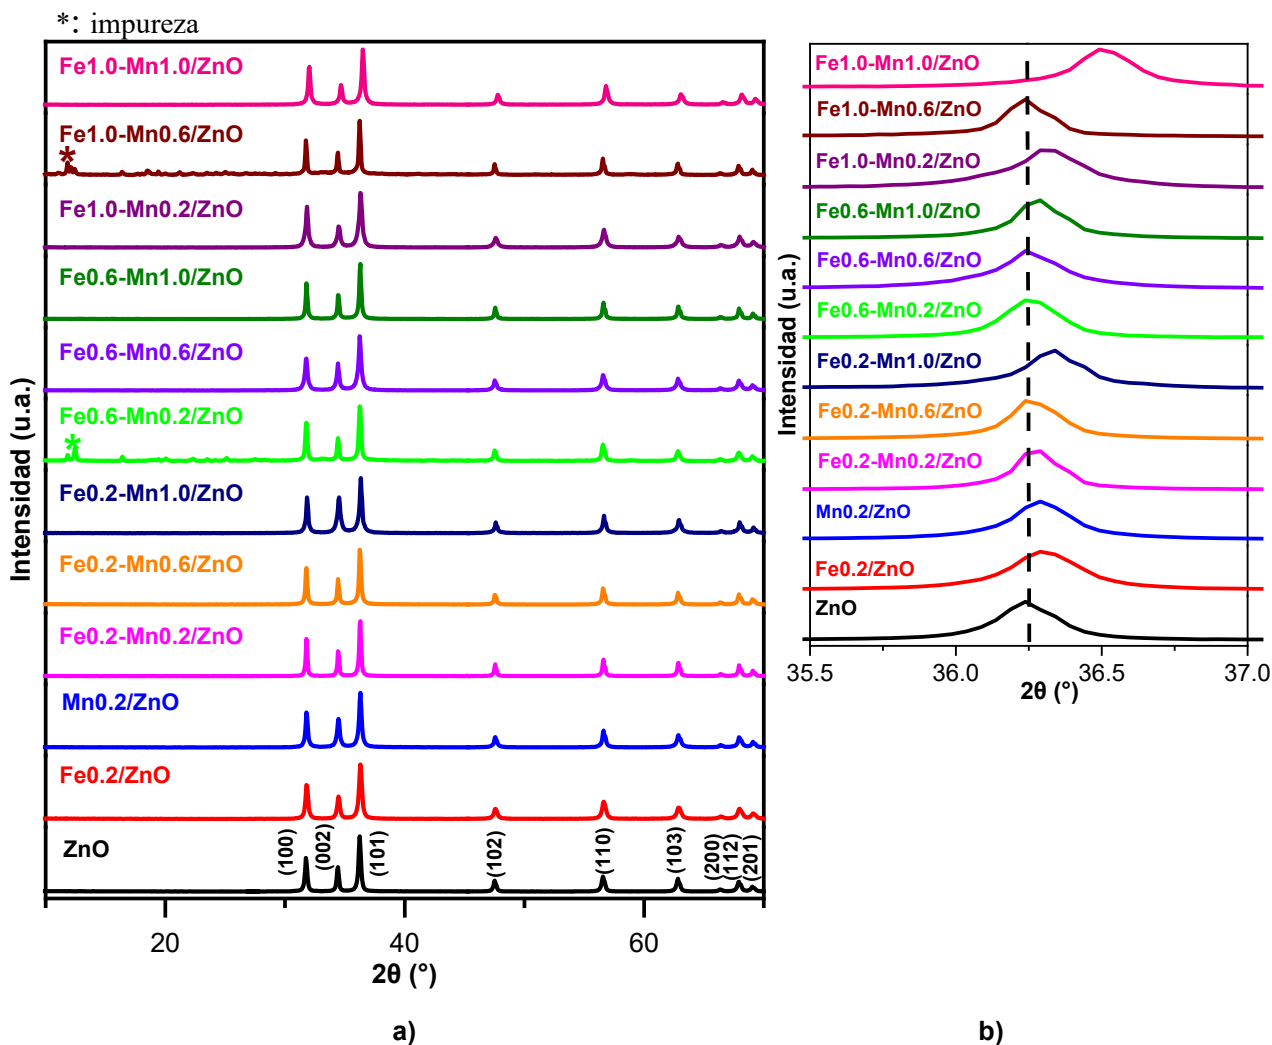 *: impureza
Fe1.0-Mn1.0/ZnO
Fe1.0-Mn0.6/ZnO
*
Fe1.0-Mn0.2/ZnO
Fe0.6-Mn1.0/ZnO
Fe0.6-Mn0.6/ZnO
Fe0.6-Mn0.2/ZnO
*
Fe0.2-Mn1.0/ZnO
Fe0.2-Mn0.6/ZnO
Fe0.2-Mn0.2/ZnO
Mn0.2/ZnO
Fe0.2/ZnO
ZnO
(100)
(002)
(101)
(102)
(110)
(103)
(200)
(112)
(201)
Intensidad (u.a.)
20 40 60
2θ (°)
a)
Fe1.0-Mn1.0/ZnO
Fe1.0-Mn0.6/ZnO
Fe1.0-Mn0.2/ZnO
Fe0.6-Mn1.0/ZnO
Fe0.6-Mn0.6/ZnO
Fe0.6-Mn0.2/ZnO
Fe0.2-Mn1.0/ZnO
Fe0.2-Mn0.6/ZnO
Fe0.2-Mn0.2/ZnO
Mn0.2/ZnO
Fe0.2/ZnO
ZnO
Intensidad (u.a.)
35.5 36.0 36.5 37.0
2θ (°)
b)